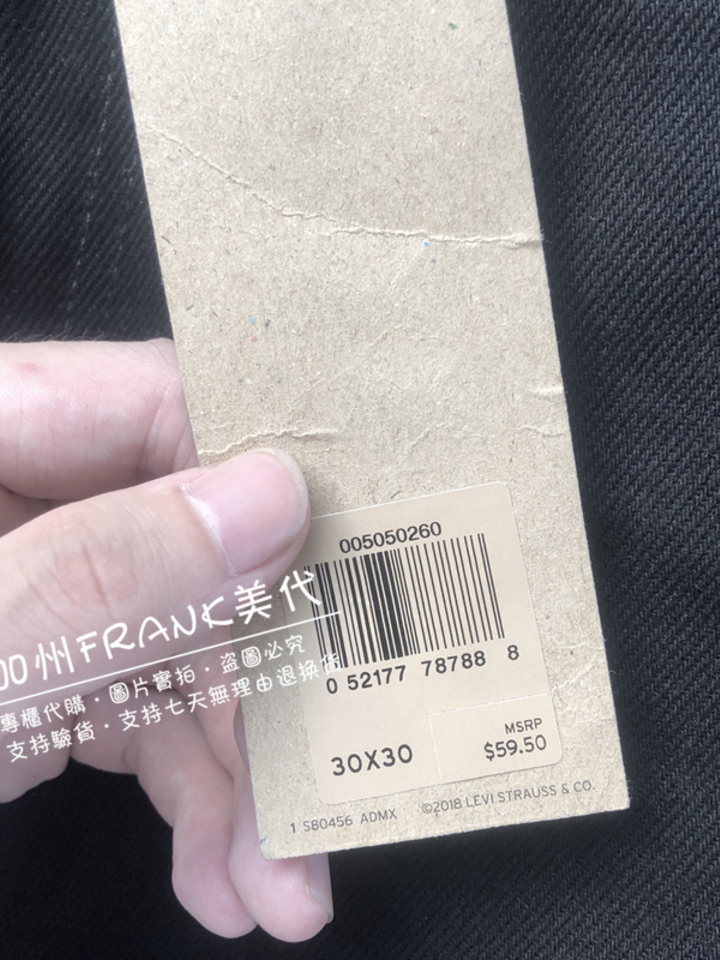 005050260
0 52177 78788 8
30X30
MSRP
$59.50
1 S80456 ADMX ©2018 LEVI STRAUSS & CO.
00州FRANK美代
專櫃代購·圖片實拍·盜圖必究
支持驗貨·支持七天無理由退換貨